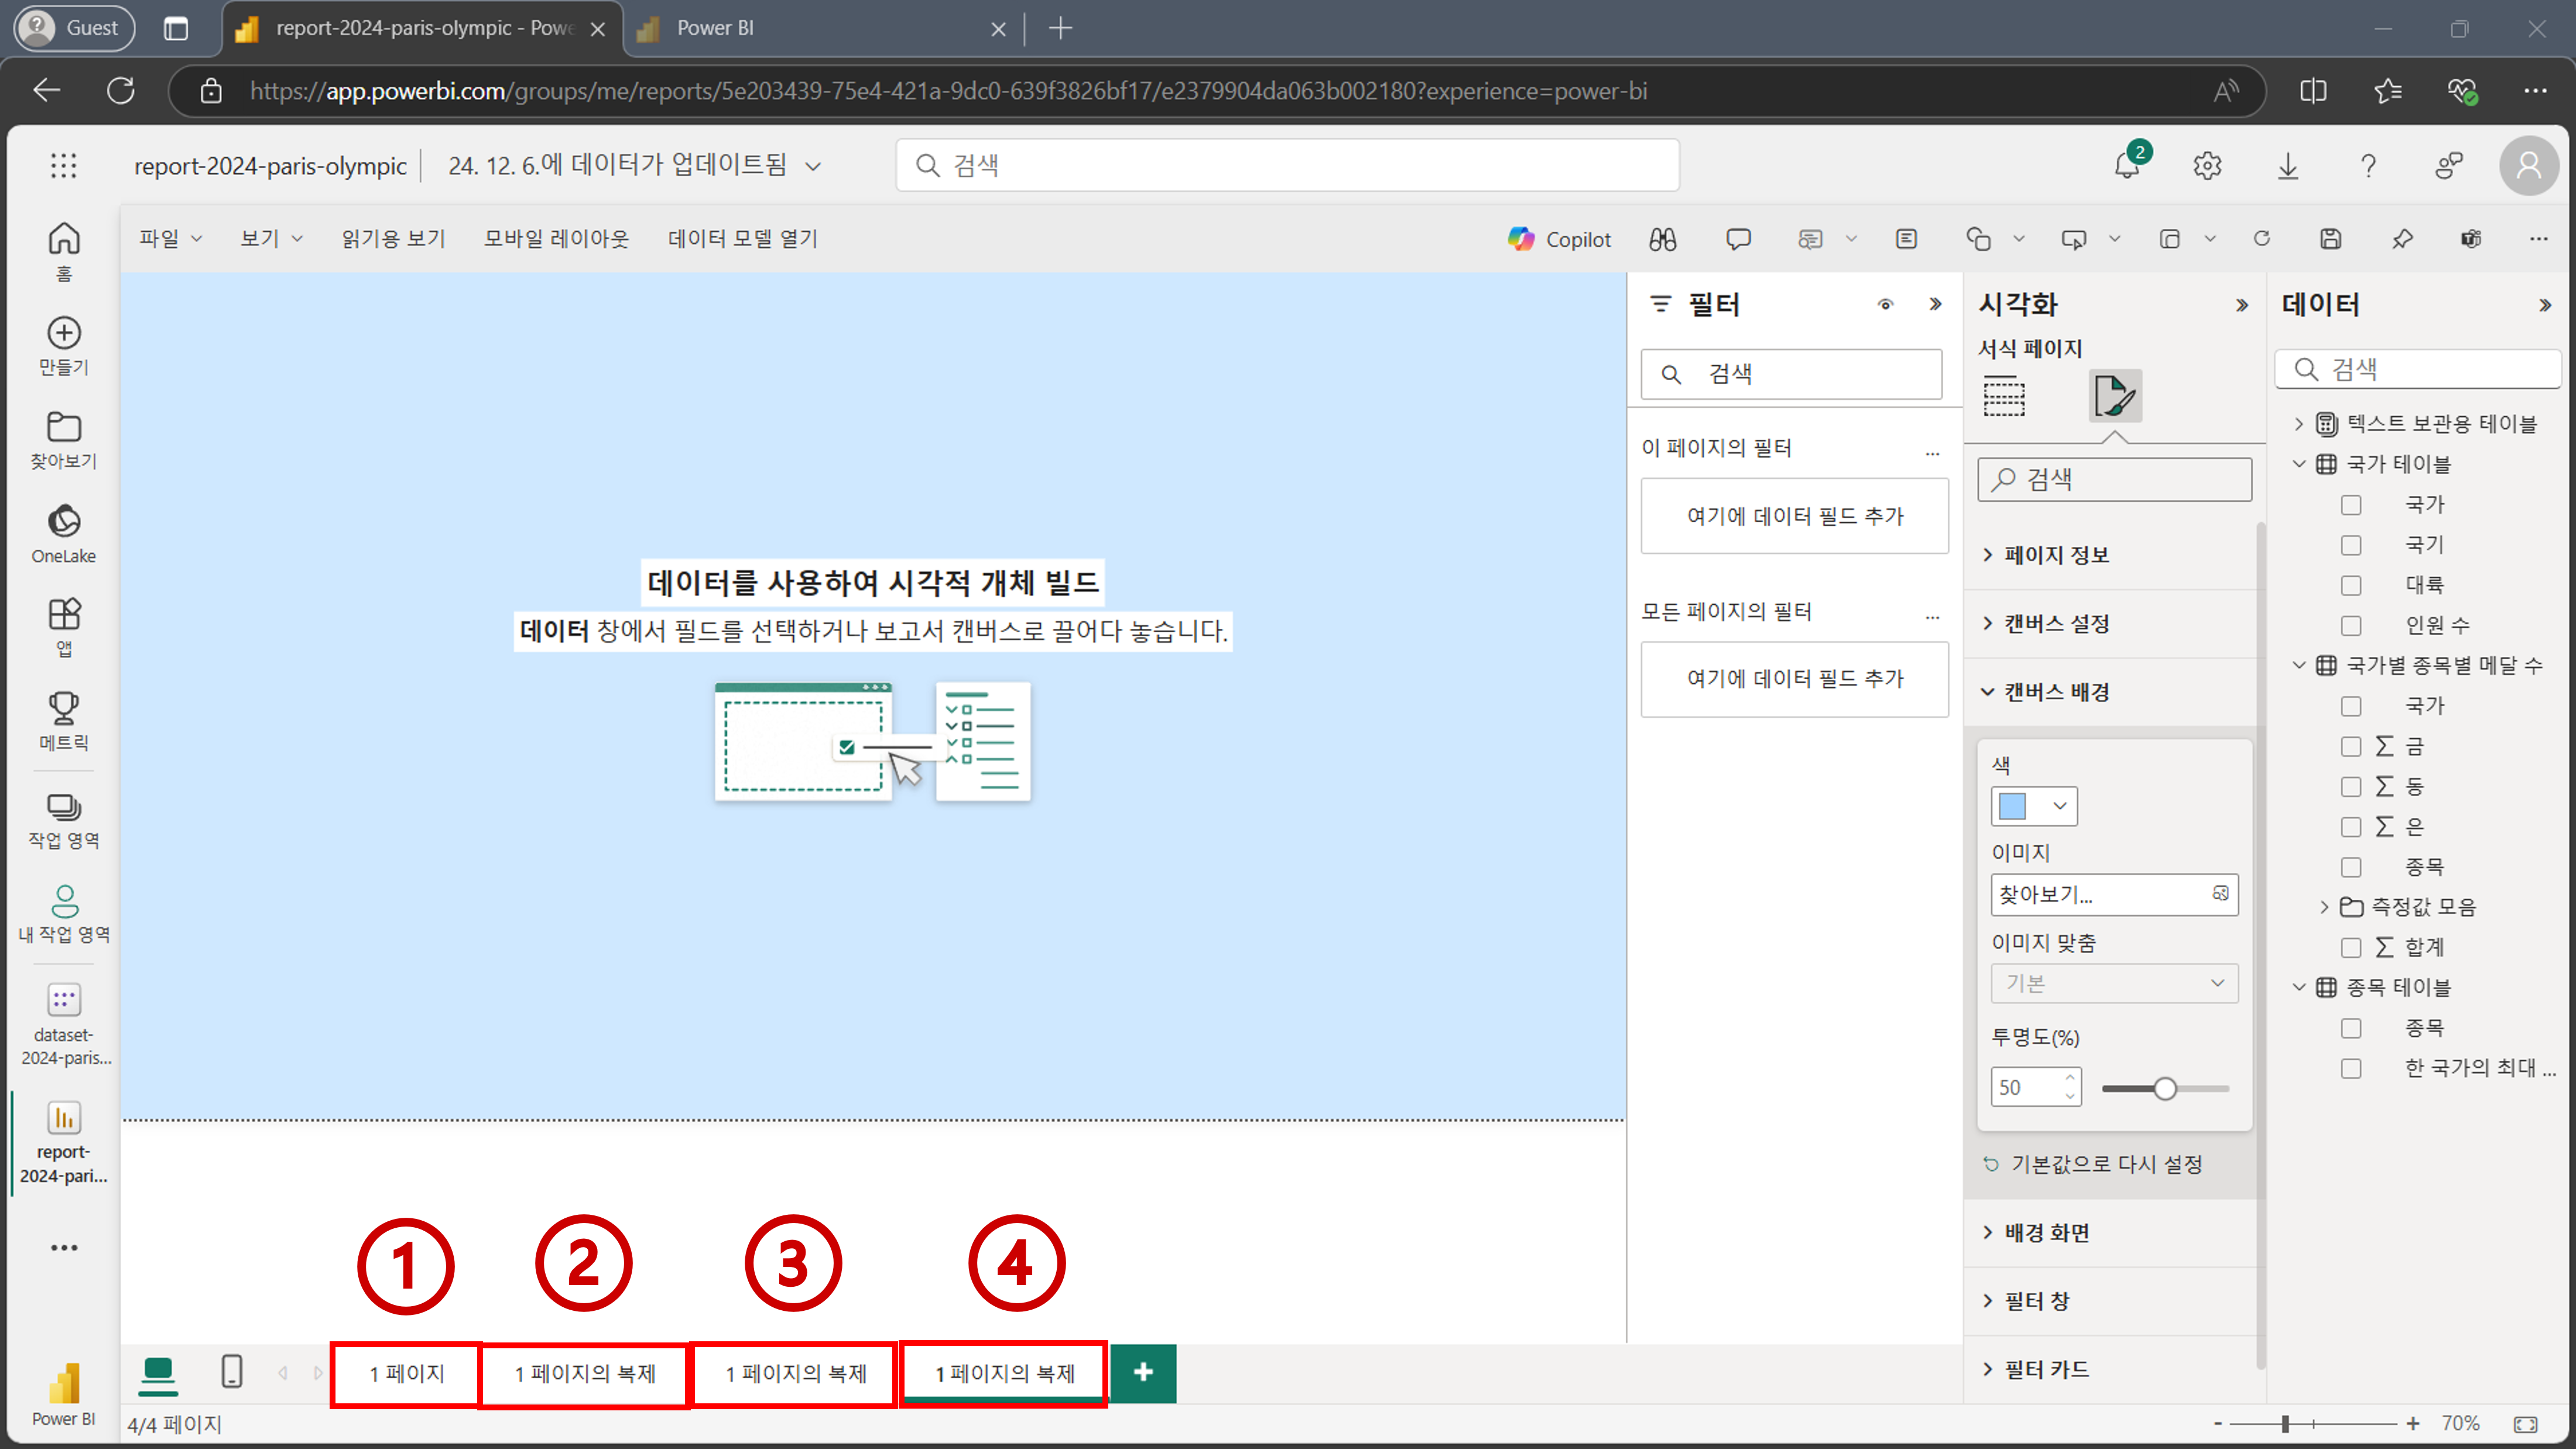 Guest
report-2024-paris-olympic - Powe
Power BI
https://app.powerbi.com/groups/me/reports/5e203439-75e4-421a-9dc0-639f3826bf17/e2379904da063b002180?experience=power-bi
report-2024-paris-olympic
24. 12. 6.에 데이터가 업데이트됨
검색
2
파일
보기
읽기용 보기
모바일 레이아웃
데이터 모델 열기
Copilot
홈
만들기
찾아보기
OneLake
앱
메트릭
작업 영역
내 작업 영역
dataset-
2024-paris...
report-
2024-pari...
Power BI
데이터를 사용하여 시각적 개체 빌드
데이터 창에서 필드를 선택하거나 보고서 캔버스로 끌어다 놓습니다.
필터
검색
이 페이지의 필터
...
여기에 데이터 필드 추가
모든 페이지의 필터
...
여기에 데이터 필드 추가
시각화
서식 페이지
검색
페이지 정보
캔버스 설정
캔버스 배경
색
이미지
찾아보기...
이미지 맞춤
기본
투명도(%)
50
기본값으로 다시 설정
배경 화면
필터 창
필터 카드
데이터
검색
텍스트 보관용 테이블
국가 테이블
국가
국기
대륙
인원 수
국가별 종목별 메달 수
국가
∑ 금
∑ 동
∑ 은
종목
측정값 모음
∑ 합계
종목 테이블
종목
한 국가의 최대 ...
① ② ③ ④
1 페이지
1 페이지의 복제
1 페이지의 복제
1 페이지의 복제
+
4/4 페이지
- + 70%